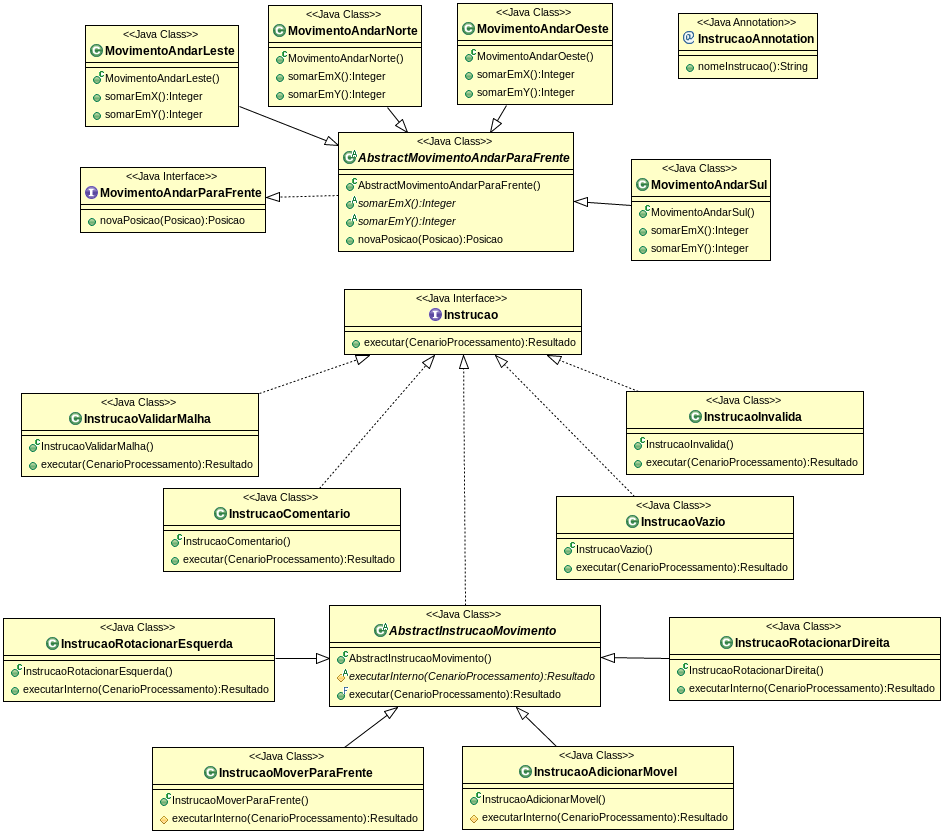 <<Java Class>>
MovimentoAndarLeste
MovimentoAndarLeste()
somarEmX():Integer
somarEmY():Integer
<<Java Class>>
MovimentoAndarNorte
MovimentoAndarNorte()
somarEmX():Integer
somarEmY():Integer
<<Java Class>>
MovimentoAndarOeste
MovimentoAndarOeste()
somarEmX():Integer
somarEmY():Integer
<<Java Annotation>>
InstrucaoAnnotation
nomeInstrucao():String
<<Java Interface>>
MovimentoAndarParaFrente
novaPosicao(Posicao):Posicao
<<Java Class>>
AbstractMovimentoAndarParaFrente
AbstractMovimentoAndarParaFrente()
somarEmX():Integer
somarEmY():Integer
novaPosicao(Posicao):Posicao
<<Java Class>>
MovimentoAndarSul
MovimentoAndarSul()
somarEmX():Integer
somarEmY():Integer
<<Java Interface>>
Instrucao
executar(CenarioProcessamento):Resultado
<<Java Class>>
InstrucaoValidarMalha
InstrucaoValidarMalha()
executar(CenarioProcessamento):Resultado
<<Java Class>>
InstrucaoInvalida
InstrucaoInvalida()
executar(CenarioProcessamento):Resultado
<<Java Class>>
InstrucaoComentario
InstrucaoComentario()
executar(CenarioProcessamento):Resultado
<<Java Class>>
InstrucaoVazio
InstrucaoVazio()
executar(CenarioProcessamento):Resultado
<<Java Class>>
InstrucaoRotacionarEsquerda
InstrucaoRotacionarEsquerda()
executarInterno(CenarioProcessamento):Resultado
<<Java Class>>
AbstractInstrucaoMovimento
AbstractInstrucaoMovimento()
executarInterno(CenarioProcessamento):Resultado
executar(CenarioProcessamento):Resultado
<<Java Class>>
InstrucaoRotacionarDireita
InstrucaoRotacionarDireita()
executarInterno(CenarioProcessamento):Resultado
<<Java Class>>
InstrucaoMoverParaFrente
InstrucaoMoverParaFrente()
executarInterno(CenarioProcessamento):Resultado
<<Java Class>>
InstrucaoAdicionarMovel
InstrucaoAdicionarMovel()
executarInterno(CenarioProcessamento):Resultado